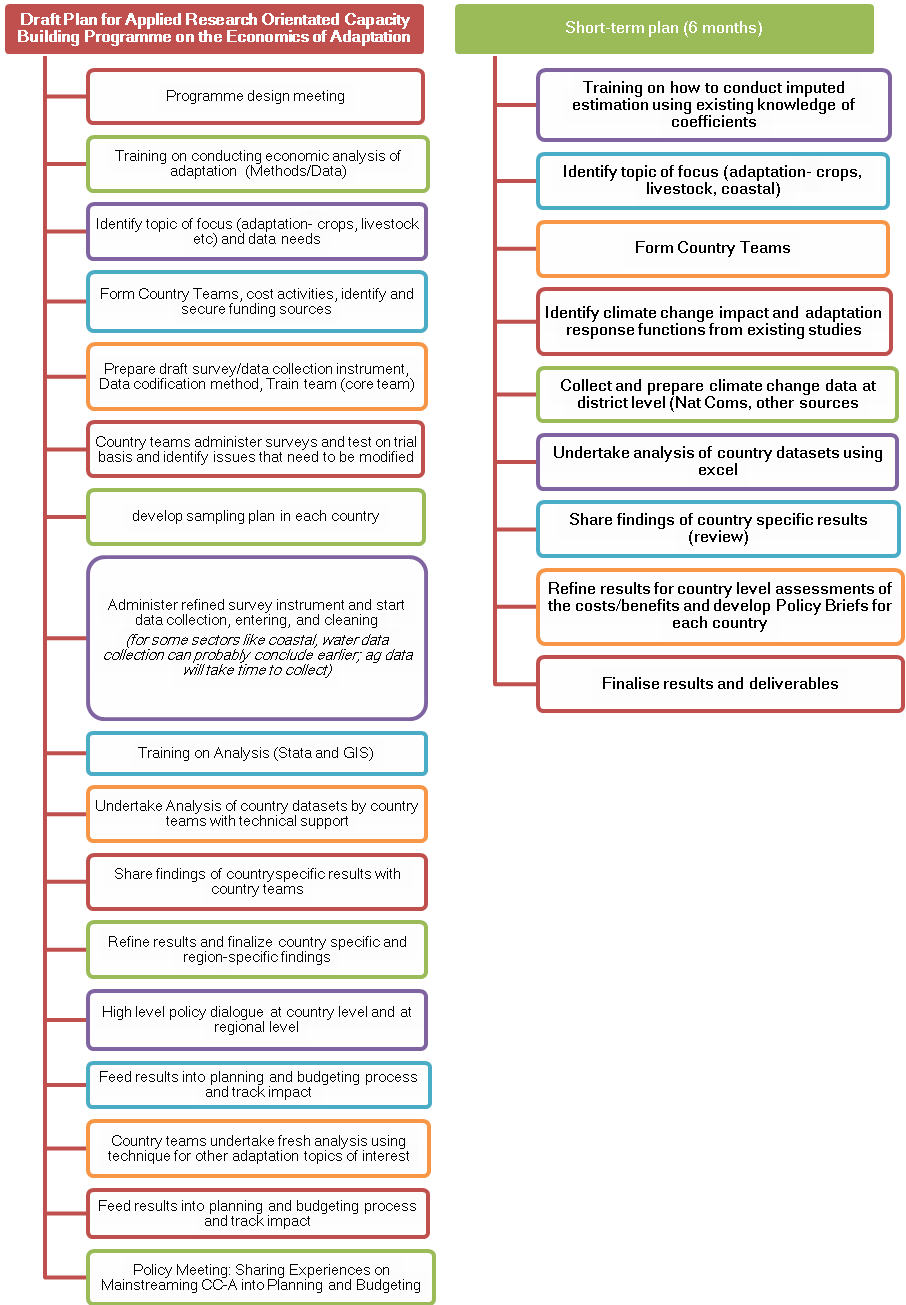 Draft Plan for Applied Research Orientated Capacity
Building Programme on the Economics of Adaptation
Programme design meeting
Training on conducting economic analysis of
adaptation (Methods/Data)
Identify topic of focus (adaptation- crops, livestock
etc) and data needs
Form Country Teams, cost activities, identify and
secure funding sources
Prepare draft survey/data collection instrument,
Data codification method, Train team (core team)
Country teams administer surveys and test on trial
basis and identify issues that need to be modified
develop sampling plan in each country
Administer refined survey instrument and start
data collection, entering, and cleaning
(for some sectors like coastal, water data
collection can probably conclude earlier; ag data
will take time to collect)
Training on Analysis (Stata and GIS)
Undertake Analysis of country datasets by country
teams with technical support
Share findings of countryspecific results with
country teams
Refine results and finalize country specific and
region-specific findings
High level policy dialogue at country level and at
regional level
Feed results into planning and budgeting process
and track impact
Country teams undertake fresh analysis using
technique for other adaptation topics of interest
Feed results into planning and budgeting process
and track impact
Policy Meeting: Sharing Experiences on
Mainstreaming CC-A into Planning and Budgeting
Short-term plan (6 months)
Training on how to conduct imputed
estimation using existing knowledge of
coefficients
Identify topic of focus (adaptation- crops,
livestock, coastal)
Form Country Teams
Identify climate change impact and adaptation
response functions from existing studies
Collect and prepare climate change data at
district level (Nat Coms, other sources
Undertake analysis of country datasets using
excel
Share findings of country specific results
(review)
Refine results for country level assessments of
the costs/benefits and develop Policy Briefs for
each country
Finalise results and deliverables